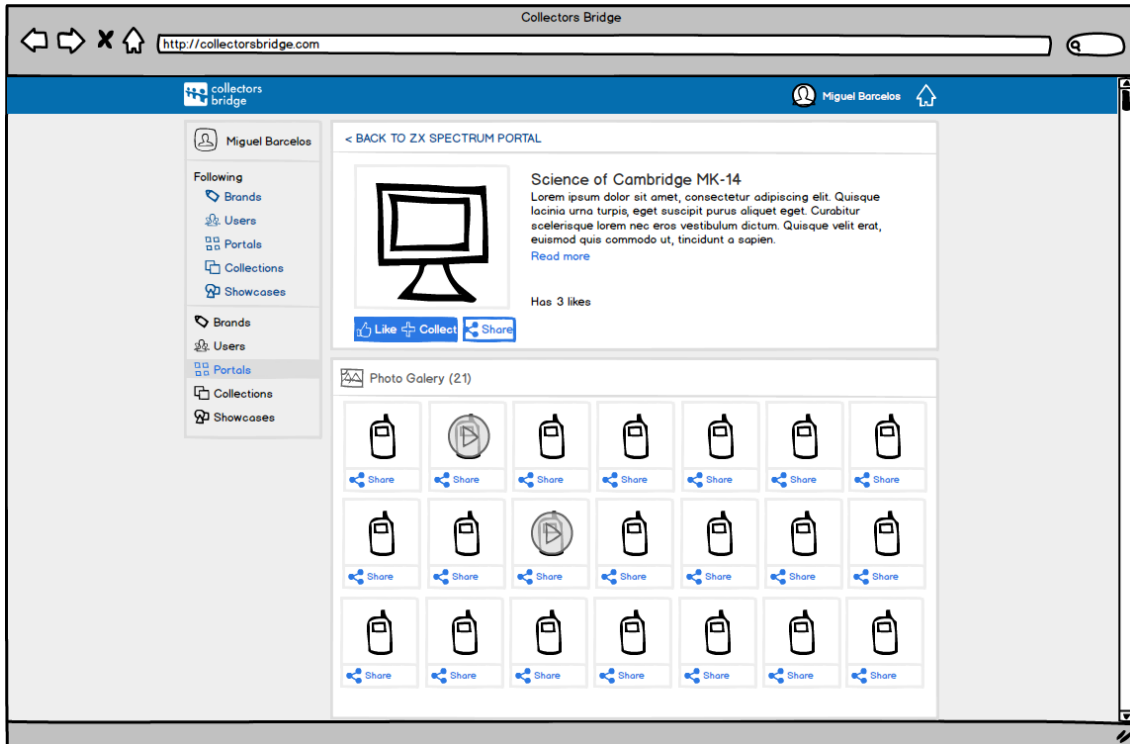 Collectors Bridge
http://collectorsbridge.com
collectors
bridge
Miguel Barcelos
Miguel Barcelos
Following
Brands
Users
Portals
Collections
Showcases
Brands
Users
Portals
Collections
Showcases
< BACK TO ZX SPECTRUM PORTAL
Science of Cambridge MK-14
Lorem ipsum dolor sit amet, consectetur adipiscing elit. Quisque
lacinia urna turpis, eget suscipit purus aliquet eget. Curabitur
scelerisque lorem nec eros vestibulum dictum. Quisque velit erat,
euismod quis commodo ut, tincidunt a sapien.
Read more
Has 3 likes
Like Collect Share
Photo Galery (21)
Share Share Share Share Share Share Share
Share Share Share Share Share Share Share
Share Share Share Share Share Share Share